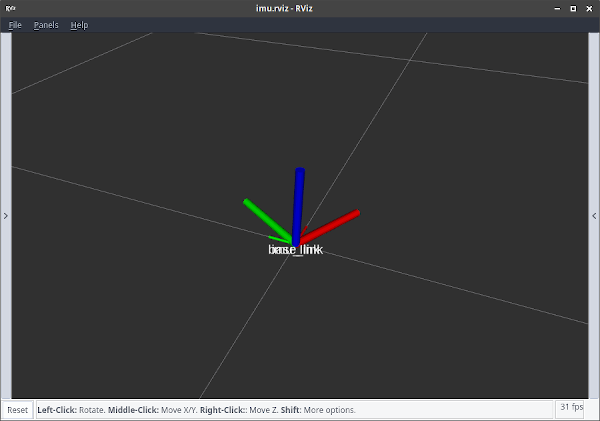 RViz
imu.rviz - RViz
File Panels Help
base_link
Reset
Left-Click: Rotate. Middle-Click: Move X/Y. Right-Click:: Move Z. Shift: More options.
31 fps